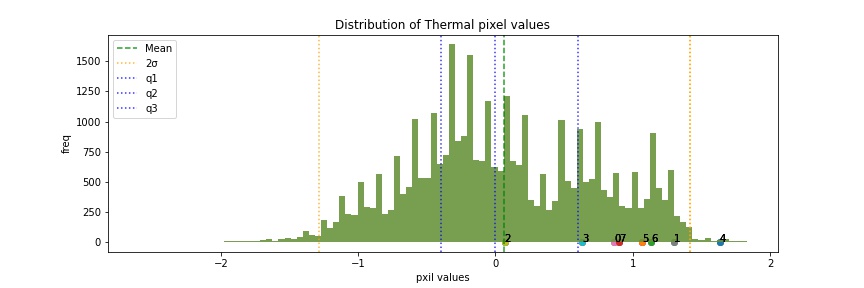 Distribution of Thermal pixel values
Mean
2σ
q1
q2
q3
freq
1500
1250
1000
750
500
250
0
2 3 0 7 5 6 1 4
−2 −1 0 1 2
pxil values